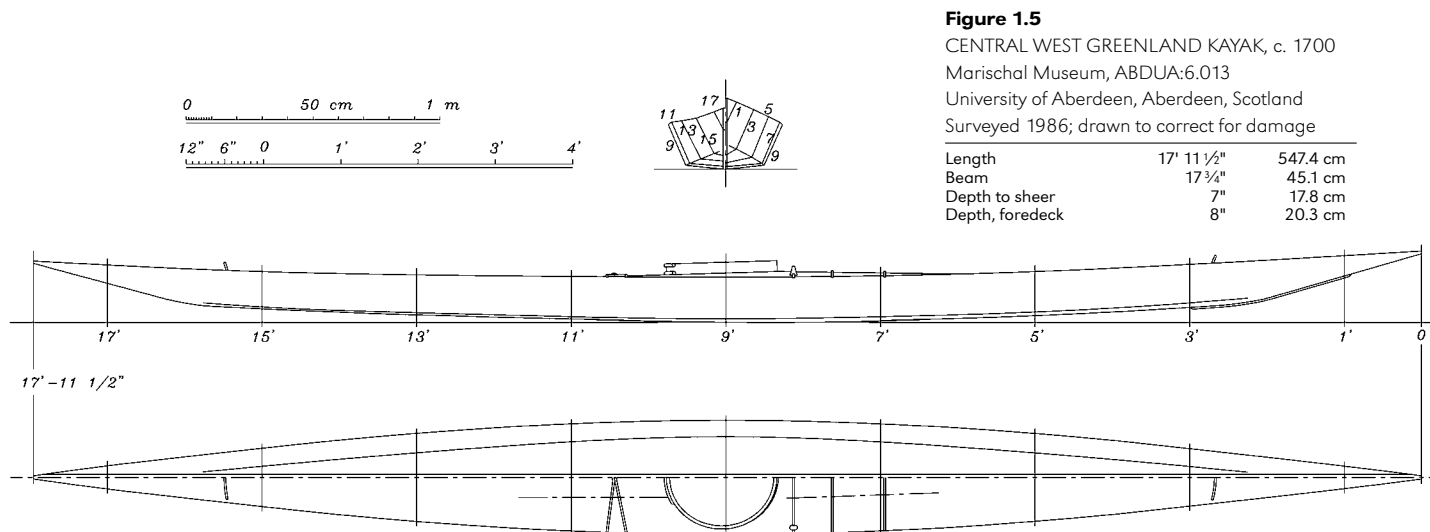 Figure 1.5
CENTRAL WEST GREENLAND KAYAK, c. 1700
Marischal Museum, ABDUA:6.013
University of Aberdeen, Aberdeen, Scotland
Surveyed 1986; drawn to correct for damage
Length 17' 11 ½" 547.4 cm
Beam 17 ¾" 45.1 cm
Depth to sheer 7" 17.8 cm
Depth, foredeck 8" 20.3 cm
0 50 cm 1 m
12" 6" 0 1' 2' 3' 4'
11 17 1 5
13 3
9 15 7
9
17' 15' 13' 11' 9' 7' 5' 3' 1' 0
17'-11 1/2"